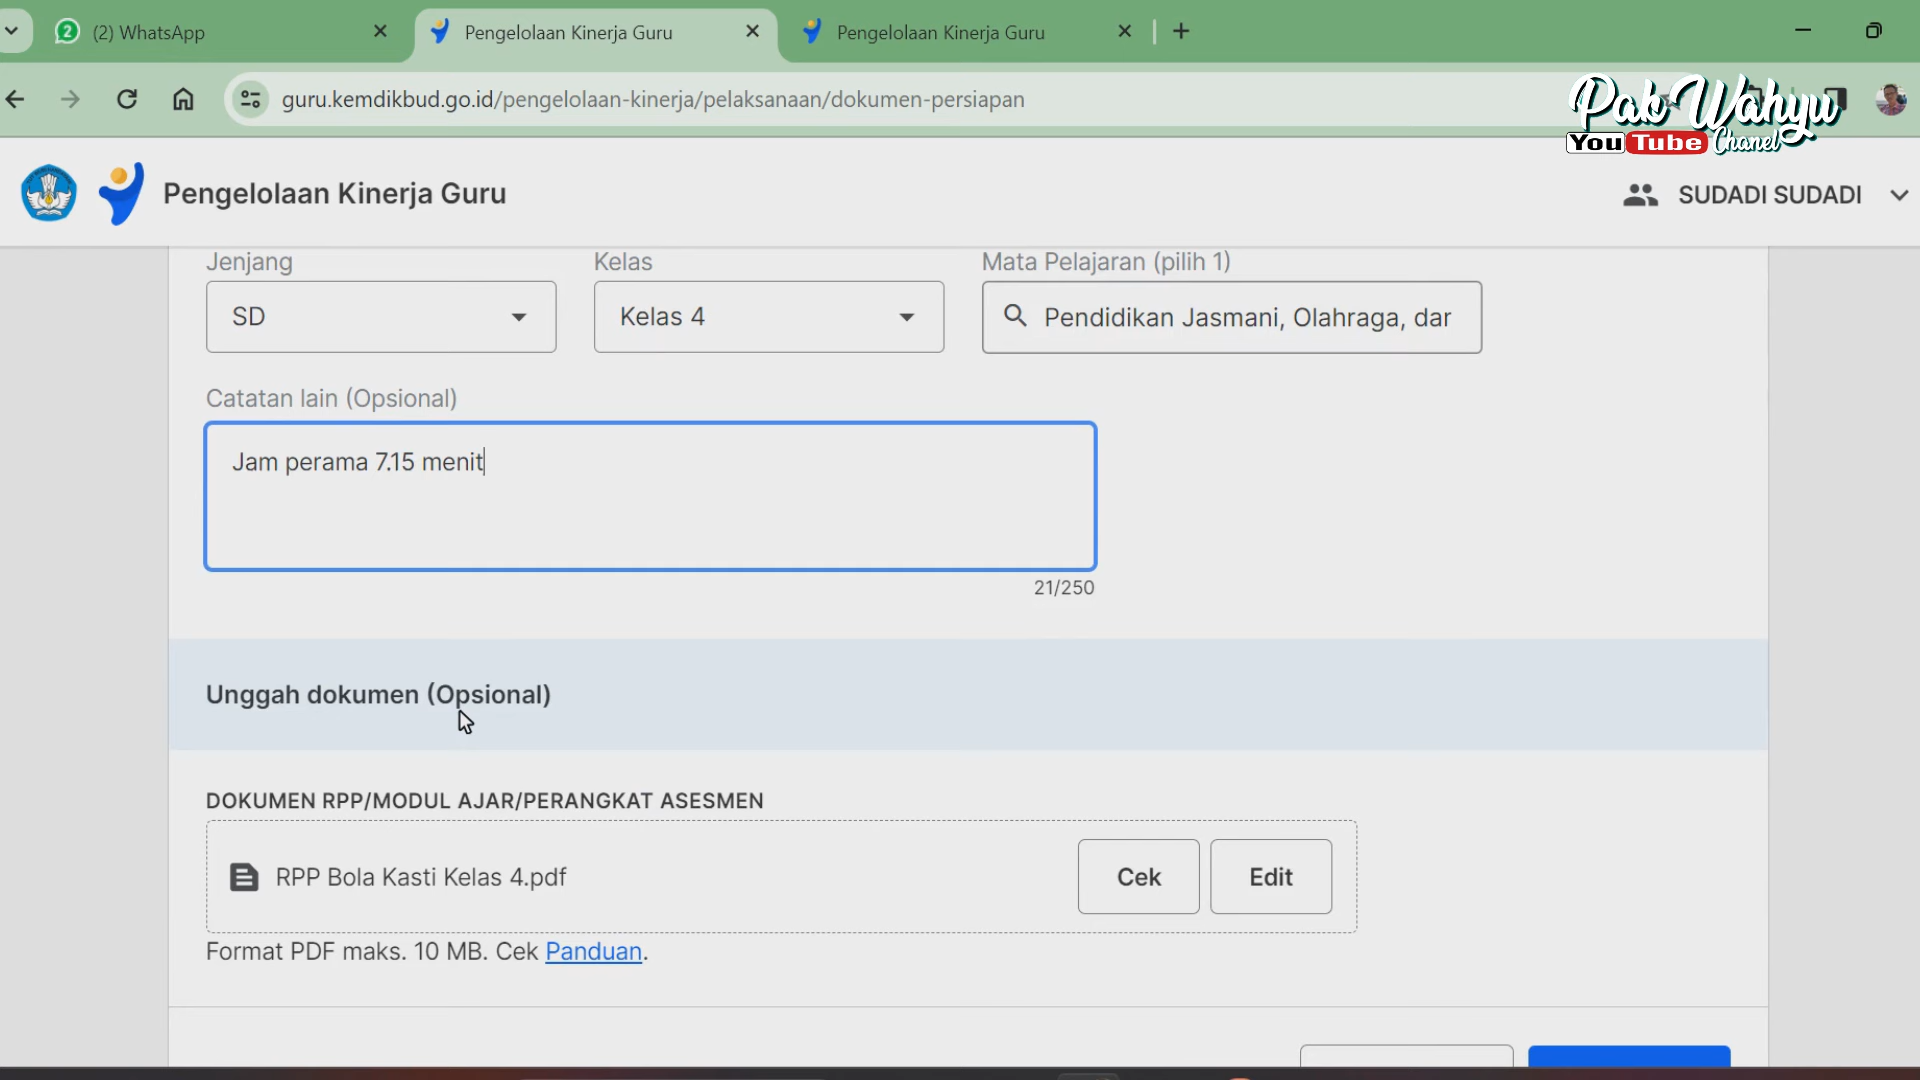 (2) WhatsApp
Pengelolaan Kinerja Guru
Pengelolaan Kinerja Guru
guru.kemdikbud.go.id/pengelolaan-kinerja/pelaksanaan/dokumen-persiapan
Pak Wahyu
YouTube Chanel
Pengelolaan Kinerja Guru
SUDADI SUDADI
Jenjang
Kelas
Mata Pelajaran (pilih 1)
SD
Kelas 4
Pendidikan Jasmani, Olahraga, dar
Catatan lain (Opsional)
Jam perama 7.15 menit
21/250
Unggah dokumen (Opsional)
DOKUMEN RPP/MODUL AJAR/PERANGKAT ASESMEN
RPP Bola Kasti Kelas 4.pdf
Cek
Edit
Format PDF maks. 10 MB. Cek Panduan.